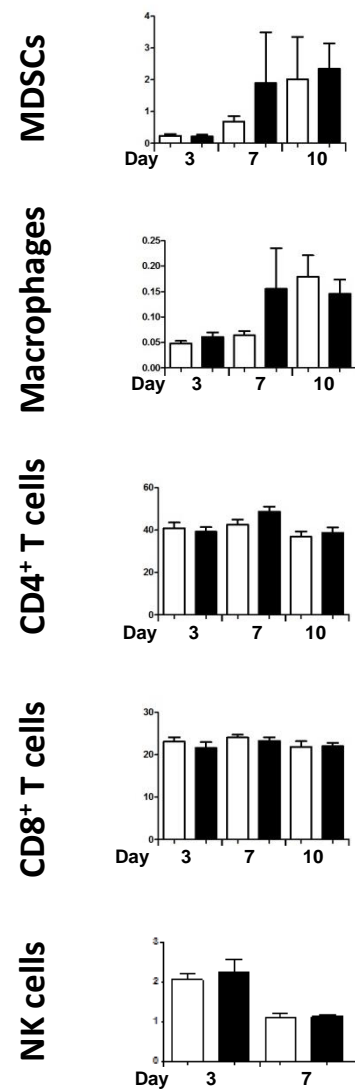 MDSCs
4
3
2
1
0
Day 3 7 10
Macrophages
0.25
0.20
0.15
0.10
0.05
0.00
Day 3 7 10
CD4+ T cells
60
40
20
0
Day 3 7 10
CD8+ T cells
30
20
10
0
Day 3 7 10
NK cells
3
2
1
0
Day 3 7